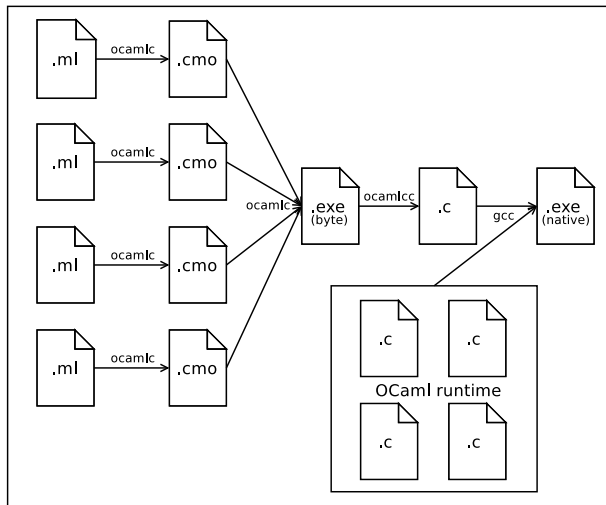 .ml
ocamlc
.cmo
.ml
ocamlc
.cmo
ocamlc
.exe
(byte)
ocamlcc
.c
gcc
.exe
(native)
.ml
ocamlc
.cmo
.ml
ocamlc
.cmo
.c
.c
OCaml runtime
.c
.c